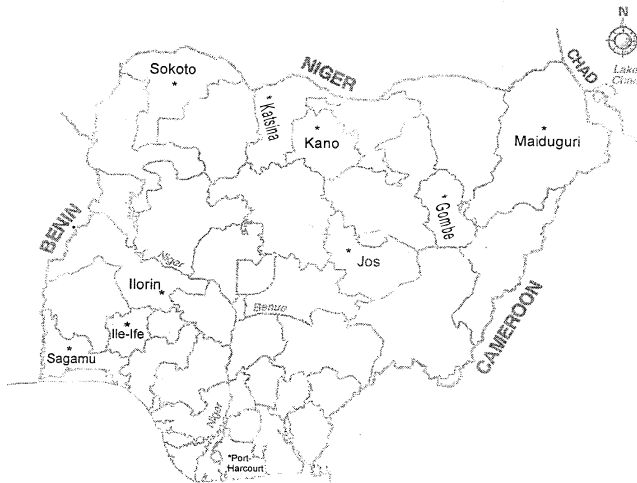 N
NIGER
CHAD
Lake
Chad
Sokoto
Katsina
Kano
Maiduguri
Gombe
BENIN
Jos
Niger
Ilorin
Benue
CAMEROON
Ile-Ife
Sagamu
Niger
Port-
Harcourt